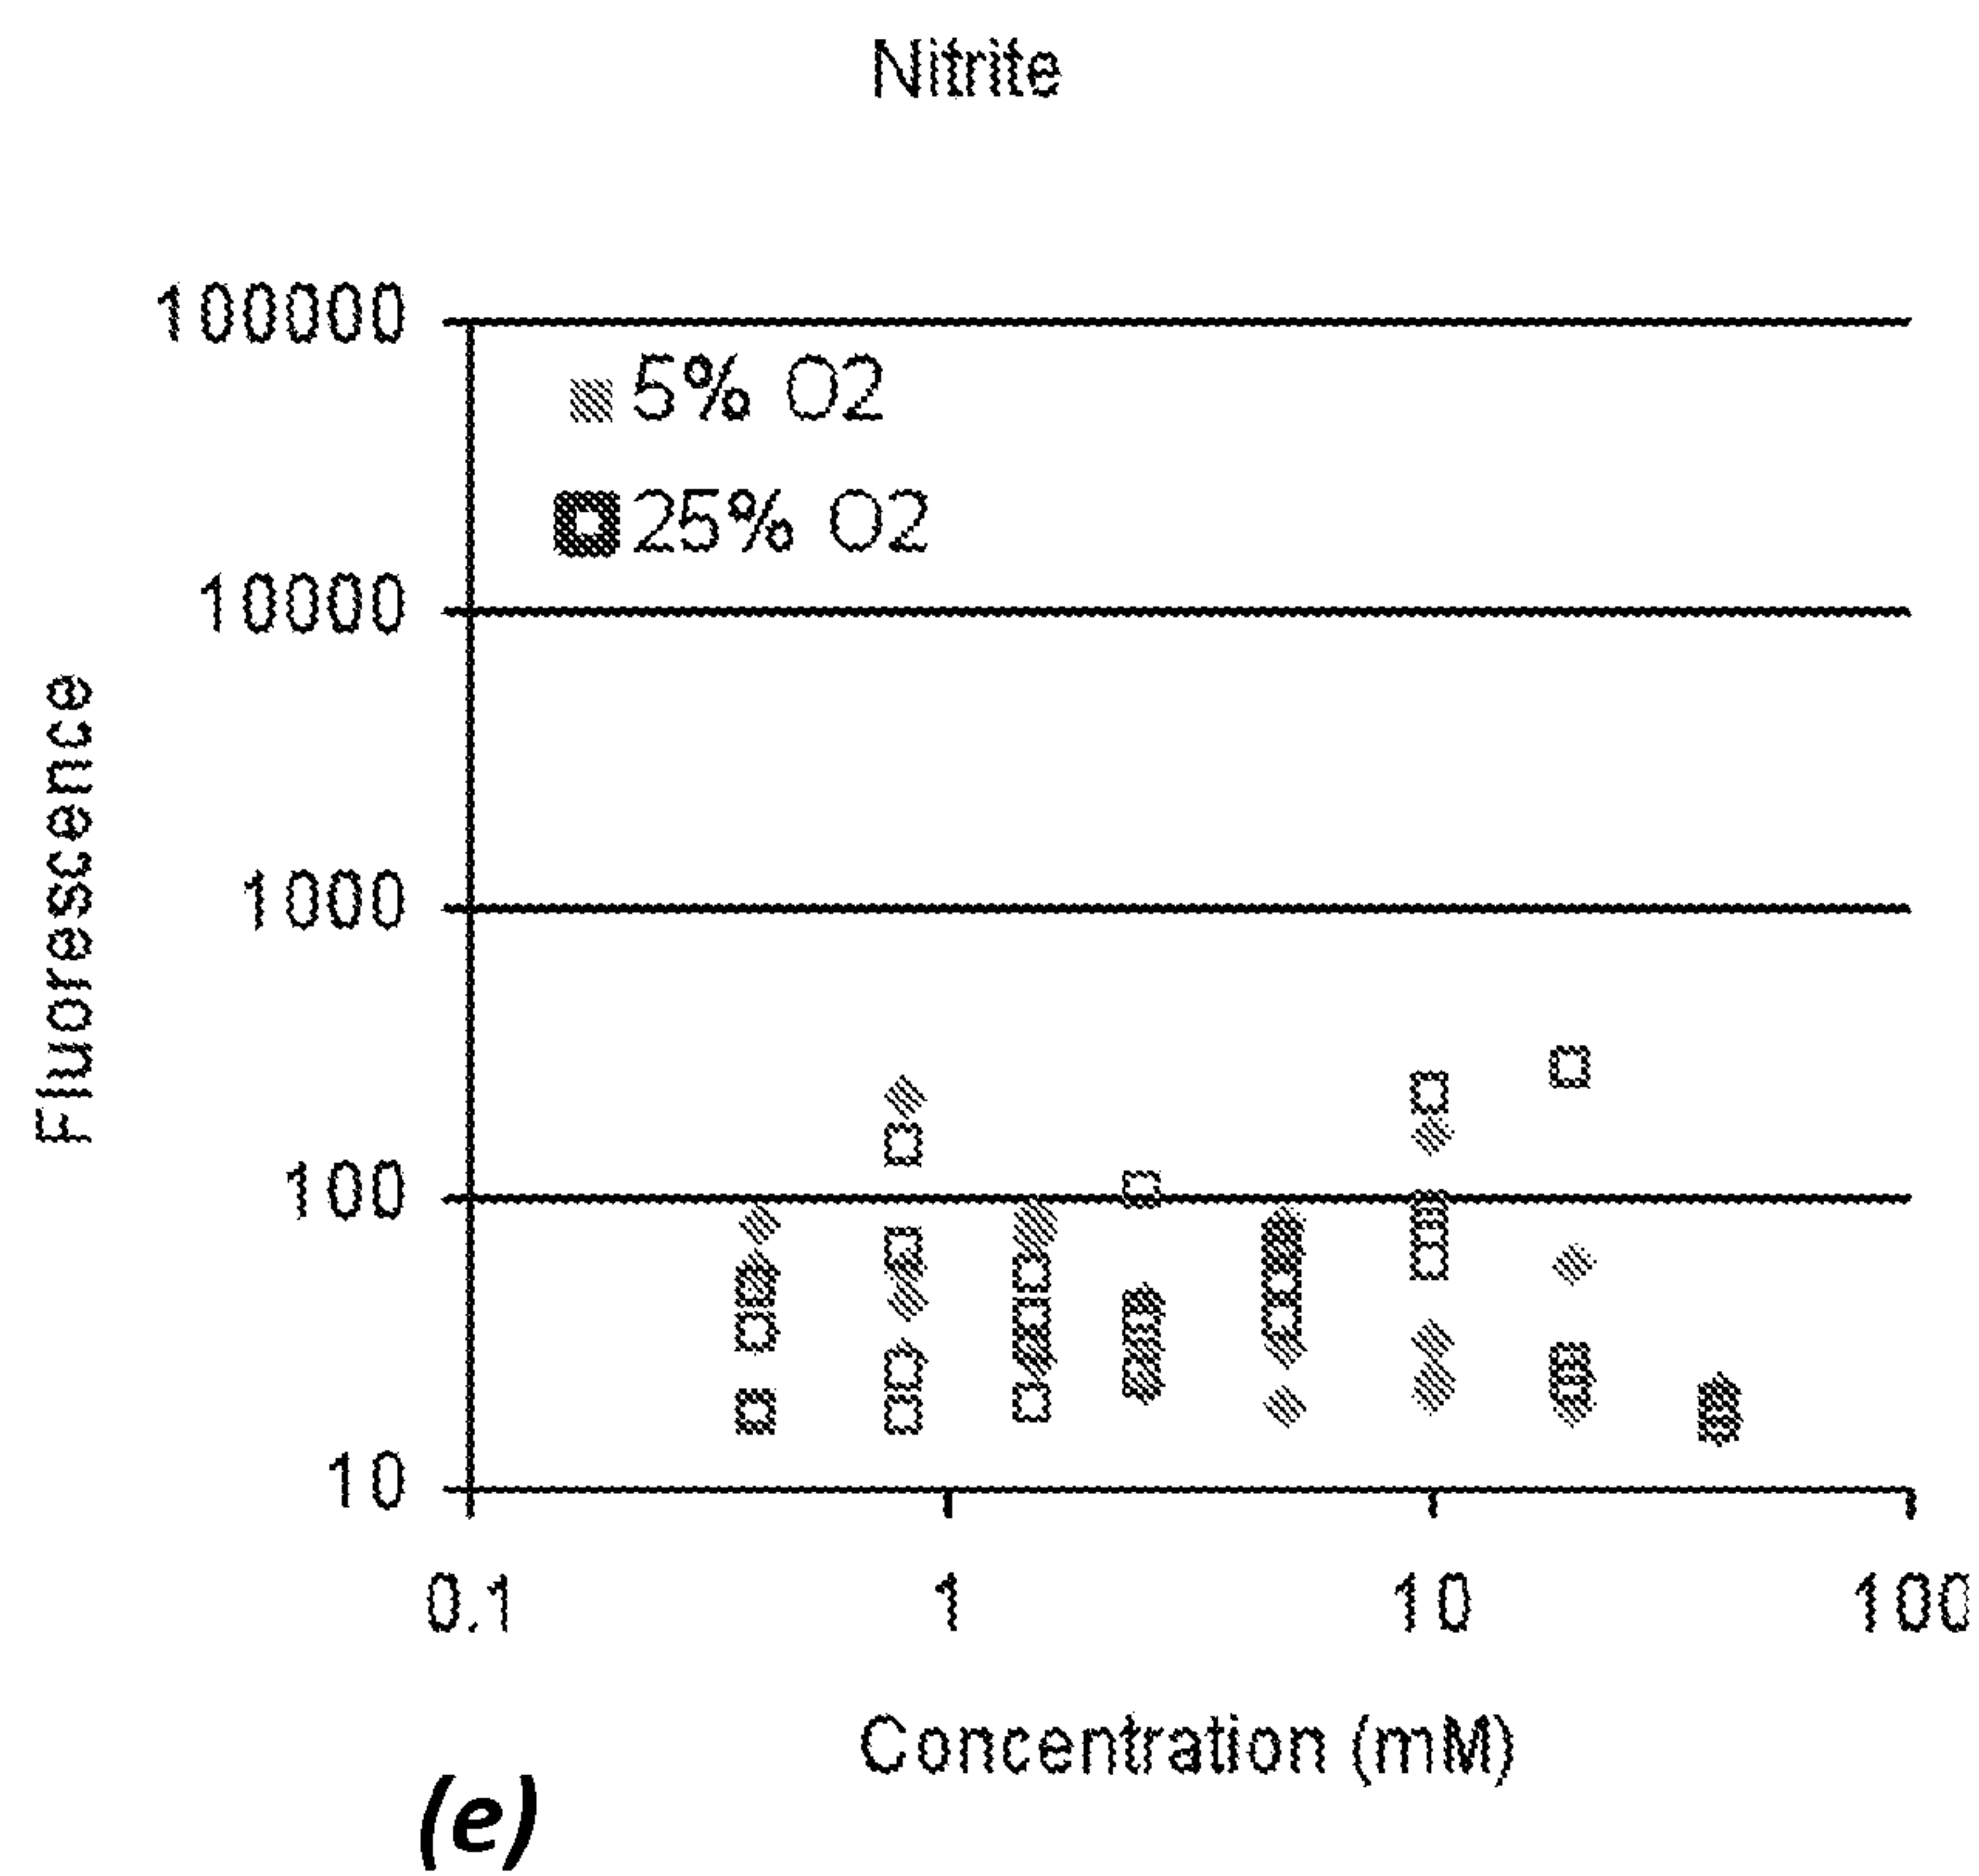 Nitrite
100000
5% O2
25% O2
10000
Fluorescence
1000
100
10
0.1 1 10 100
Concentration (mM)
(e)